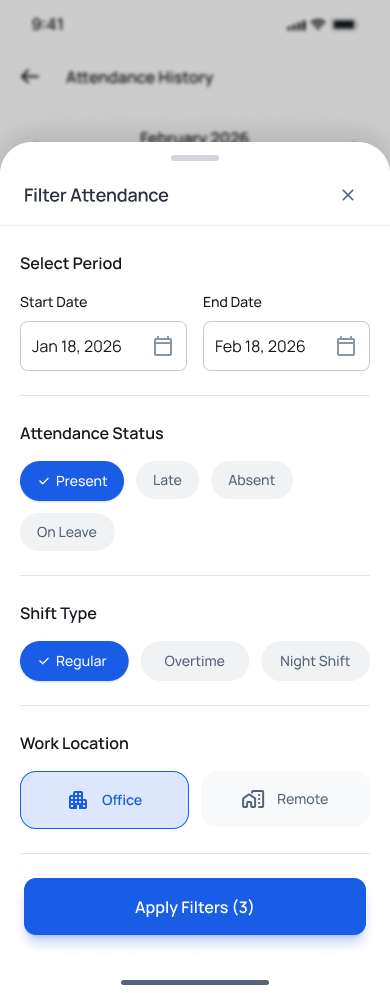 9:41
Attendance History
February 2026
Filter Attendance
Select Period
Start Date End Date
Jan 18, 2026 Feb 18, 2026
Attendance Status
Present Late Absent
On Leave
Shift Type
Regular Overtime Night Shift
Work Location
Office Remote
Apply Filters (3)